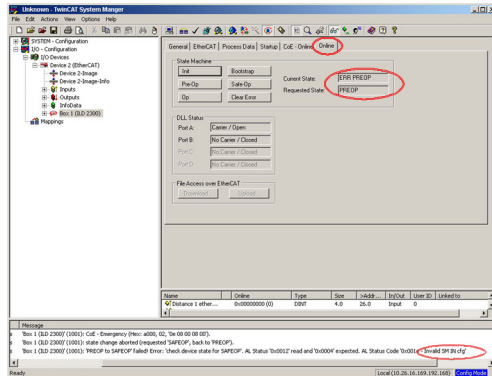 Unknown - TwinCAT System Manger
File Edit Actions View Options Help
SYSTEM - Configuration
I/O - Configuration
I/O Devices
Device 2 (EtherCAT)
Device 2-Image
Device 2-Image-Info
Inputs
Outputs
InfoData
Box 1 (ILD 2300)
Mappings
General EtherCAT Process Data Startup CoE - Online Online
State Machine
Init Bootstrap
Pre-Op Safe-Op
Op Clear Error
Current State: ERR PREOP
Requested State: PREOP
DLL Status
Port A: Carrier / Open
Port B: No Carrier / Closed
Port C: No Carrier / Closed
Port D: No Carrier / Closed
File Access over EtherCAT
Download Upload
Name Online Type Size >Addr... In/Out User ID Linked to
Distance 1 ether... 0x00000000 (0) DINT 4.0 26.0 Input 0
Message
'Box 1 (ILD 2300)' (1001): CoE - Emergency (Hex: a000, 02, '0e 08 00 08 00').
'Box 1 (ILD 2300)' (1001): state change aborted (requested 'SAFEOP', back to 'PREOP').
'Box 1 (ILD 2300)' (1001): 'PREOP to SAFEOP' failed! Error: 'check device state for SAFEOP'. AL Status '0x0012' read and '0x0004' expected. AL Status Code '0x001e - Invalid SM IN cfg'
Ready
Local (10.26.16.169.192.168) Config Mode